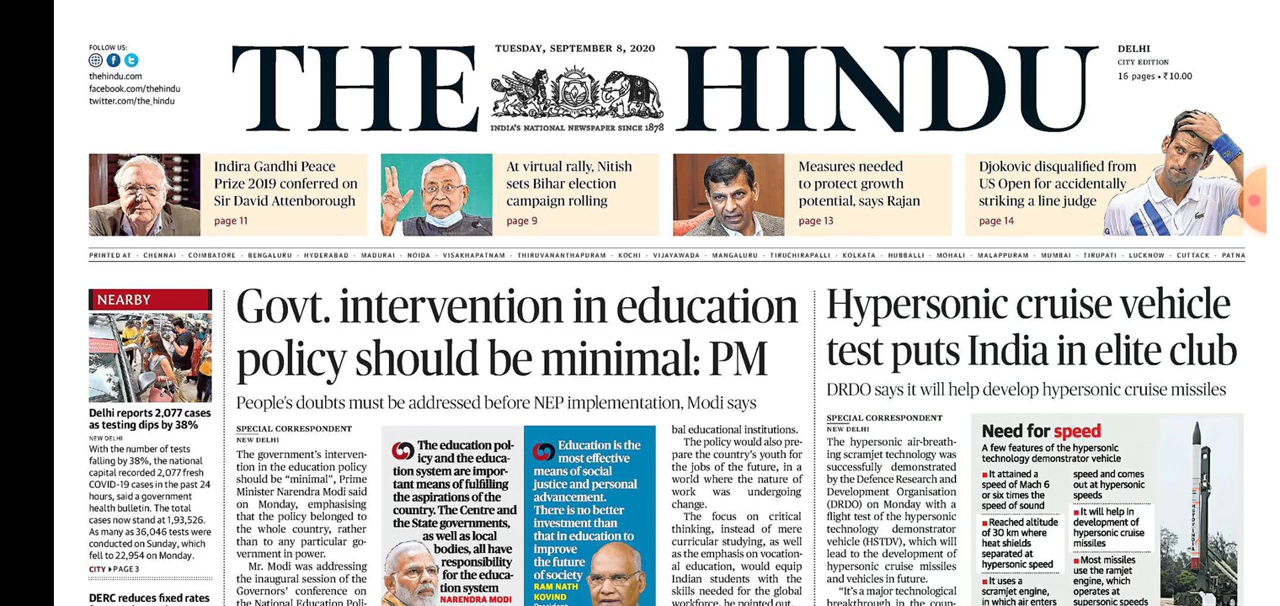 FOLLOW US:
thehindu.com
facebook.com/thehindu
twitter.com/the_hindu
TUESDAY, SEPTEMBER 8, 2020
THE HINDU
INDIA'S NATIONAL NEWSPAPER SINCE 1878
DELHI
CITY EDITION
16 pages • ₹10.00
Indira Gandhi Peace
Prize 2019 conferred on
Sir David Attenborough
page 11
At virtual rally, Nitish
sets Bihar election
campaign rolling
page 9
Measures needed
to protect growth
potential, says Rajan
page 13
Djokovic disqualified from
US Open for accidentally
striking a line judge
page 14
PRINTED AT · CHENNAI · COIMBATORE · BENGALURU · HYDERABAD · MADURAI · NOIDA · VISAKHAPATNAM · THIRUVANANTHAPURAM · KOCHI · VIJAYAWADA · MANGALURU · TIRUCHIRAPALLI · KOLKATA · HUBBALLI · MOHALI · MALAPPURAM · MUMBAI · TIRUPATI · LUCKNOW · CUTTACK · PATNA
NEARBY
Delhi reports 2,077 cases
as testing dips by 38%
NEW DELHI
With the number of tests
falling by 38%, the national
capital recorded 2,077 fresh
COVID-19 cases in the past 24
hours, said a government
health bulletin. The total
cases now stand at 1,93,526.
As many as 36,046 tests were
conducted on Sunday, which
fell to 22,954 on Monday.
CITY ▸ PAGE 3
DERC reduces fixed rates
Govt. intervention in education
policy should be minimal: PM
People's doubts must be addressed before NEP implementation, Modi says
SPECIAL CORRESPONDENT
NEW DELHI
The government's interven-
tion in the education policy
should be “minimal”, Prime
Minister Narendra Modi said
on Monday, emphasising
that the policy belonged to
the whole country, rather
than to any particular go-
vernment in power.
Mr. Modi was addressing
the inaugural session of the
Governors' conference on
the National Education Poli-
The education pol-
icy and the educa-
tion system are impor-
tant means of fulfilling
the aspirations of the
country. The Centre and
the State governments,
as well as local
bodies, all have
responsibility
for the educa-
tion system
NARENDRA MODI
Education is the
most effective
means of social
justice and personal
advancement.
There is no better
investment than
that in education to
improve
the future
of society
RAM NATH
KOVIND
President
bal educational institutions.
The policy would also pre-
pare the country's youth for
the jobs of the future, in a
world where the nature of
work was undergoing
change.
The focus on critical
thinking, instead of mere
curricular studying, as well
as the emphasis on vocation-
al education, would equip
Indian students with the
skills needed for the global
workforce, he pointed out.
Hypersonic cruise vehicle
test puts India in elite club
DRDO says it will help develop hypersonic cruise missiles
SPECIAL CORRESPONDENT
NEW DELHI
The hypersonic air-breath-
ing scramjet technology was
successfully demonstrated
by the Defence Research and
Development Organisation
(DRDO) on Monday with a
flight test of the hypersonic
technology demonstrator
vehicle (HSTDV), which will
lead to the development of
hypersonic cruise missiles
and vehicles in future.
“It's a major technological
breakthrough in the coun-
Need for speed
A few features of the hypersonic
technology demonstrator vehicle
■ It attained a
speed of Mach 6
or six times the
speed of sound
■ Reached altitude
of 30 km where
heat shields
separated at
hypersonic speed
■ It uses a
scramjet engine,
in which air enters
speed and comes
out at hypersonic
speeds
■ It will help in
development of
hypersonic cruise
missiles
■ Most missiles
use the ramjet
engine, which
operates at
supersonic speeds